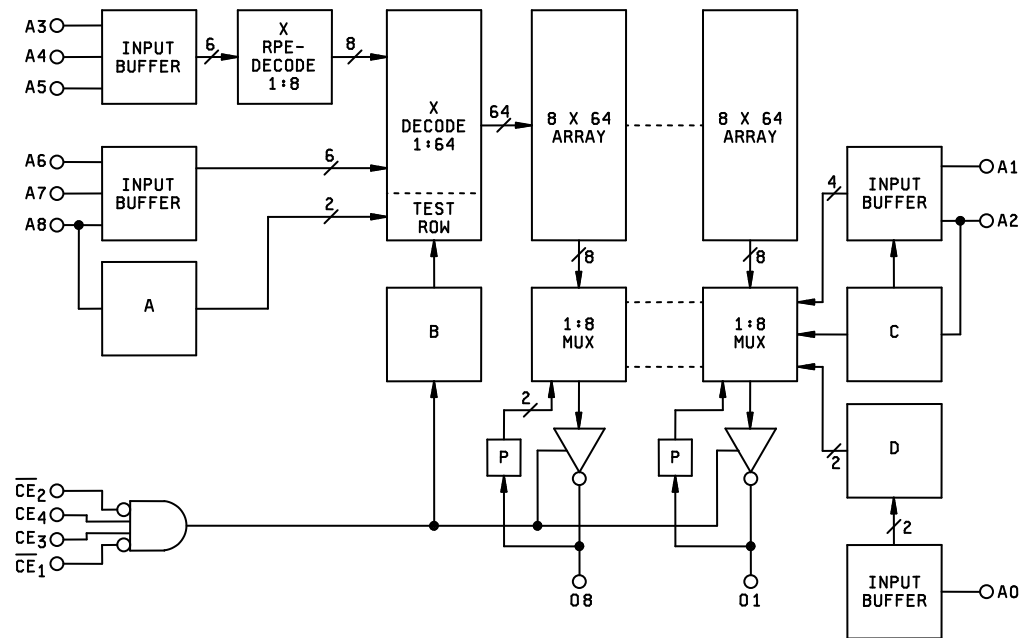 A3
A4
A5
INPUT
BUFFER
6
X
RPE-
DECODE
1:8
8
X
DECODE
1:64
64
8 X 64
ARRAY
8 X 64
ARRAY
A6
A7
A8
INPUT
BUFFER
6
2
TEST
ROW
4
INPUT
BUFFER
A1
A2
8
8
A
B
1:8
MUX
1:8
MUX
C
2
P
P
D
2
2
CE2
CE4
CE3
CE1
O8
O1
INPUT
BUFFER
A0